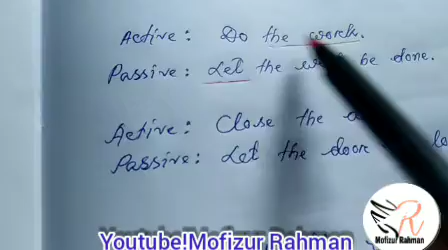 Active: Do the work.
Passive: Let the be done.
Active: Close the
Passive: Let the door
Mofizur Rahman
Youtube!Mofizur Rahman